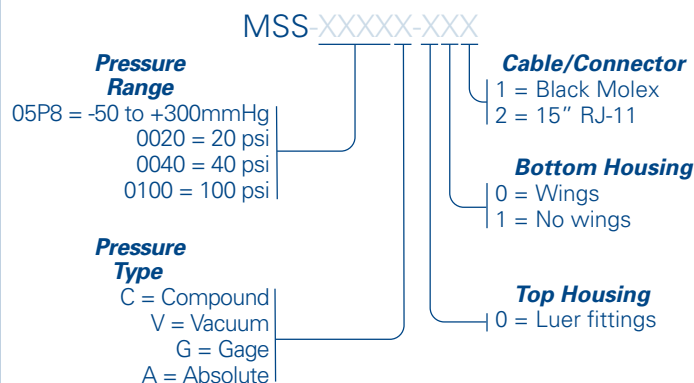 MSS-XXXXX-XXX
Pressure
Range
05P8 = -50 to +300mmHg
0020 = 20 psi
0040 = 40 psi
0100 = 100 psi
Pressure
Type
C = Compound
V = Vacuum
G = Gage
A = Absolute
Cable/Connector
1 = Black Molex
2 = 15” RJ-11
Bottom Housing
0 = Wings
1 = No wings
Top Housing
0 = Luer fittings